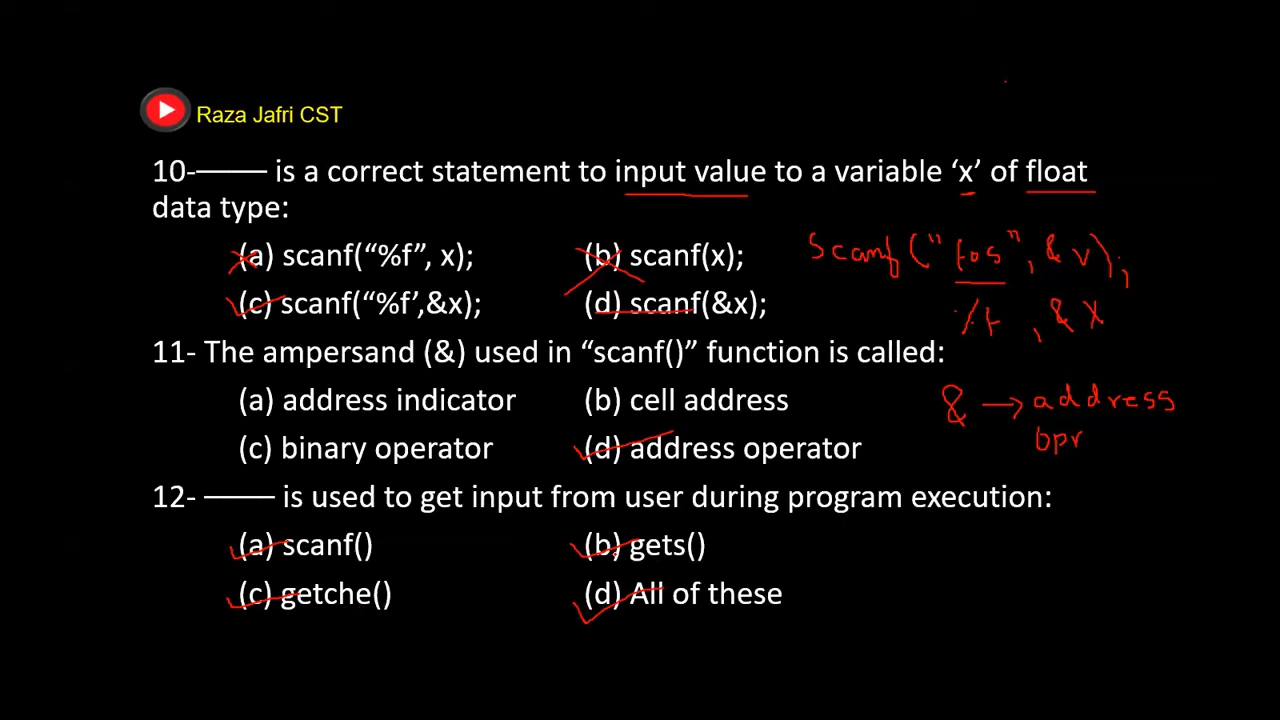 Raza Jafri CST
10-——— is a correct statement to input value to a variable ‘x’ of float
data type:
(a) scanf(“%f”, x); (b) scanf(x);
(c) scanf(“%f’,&x); (d) scanf(&x);
Scanf ("fos", & v);
%f , & X
11- The ampersand (&) used in “scanf()” function is called:
(a) address indicator (b) cell address
(c) binary operator (d) address operator
& → address
opr
12- ——— is used to get input from user during program execution:
(a) scanf() (b) gets()
(c) getche() (d) All of these